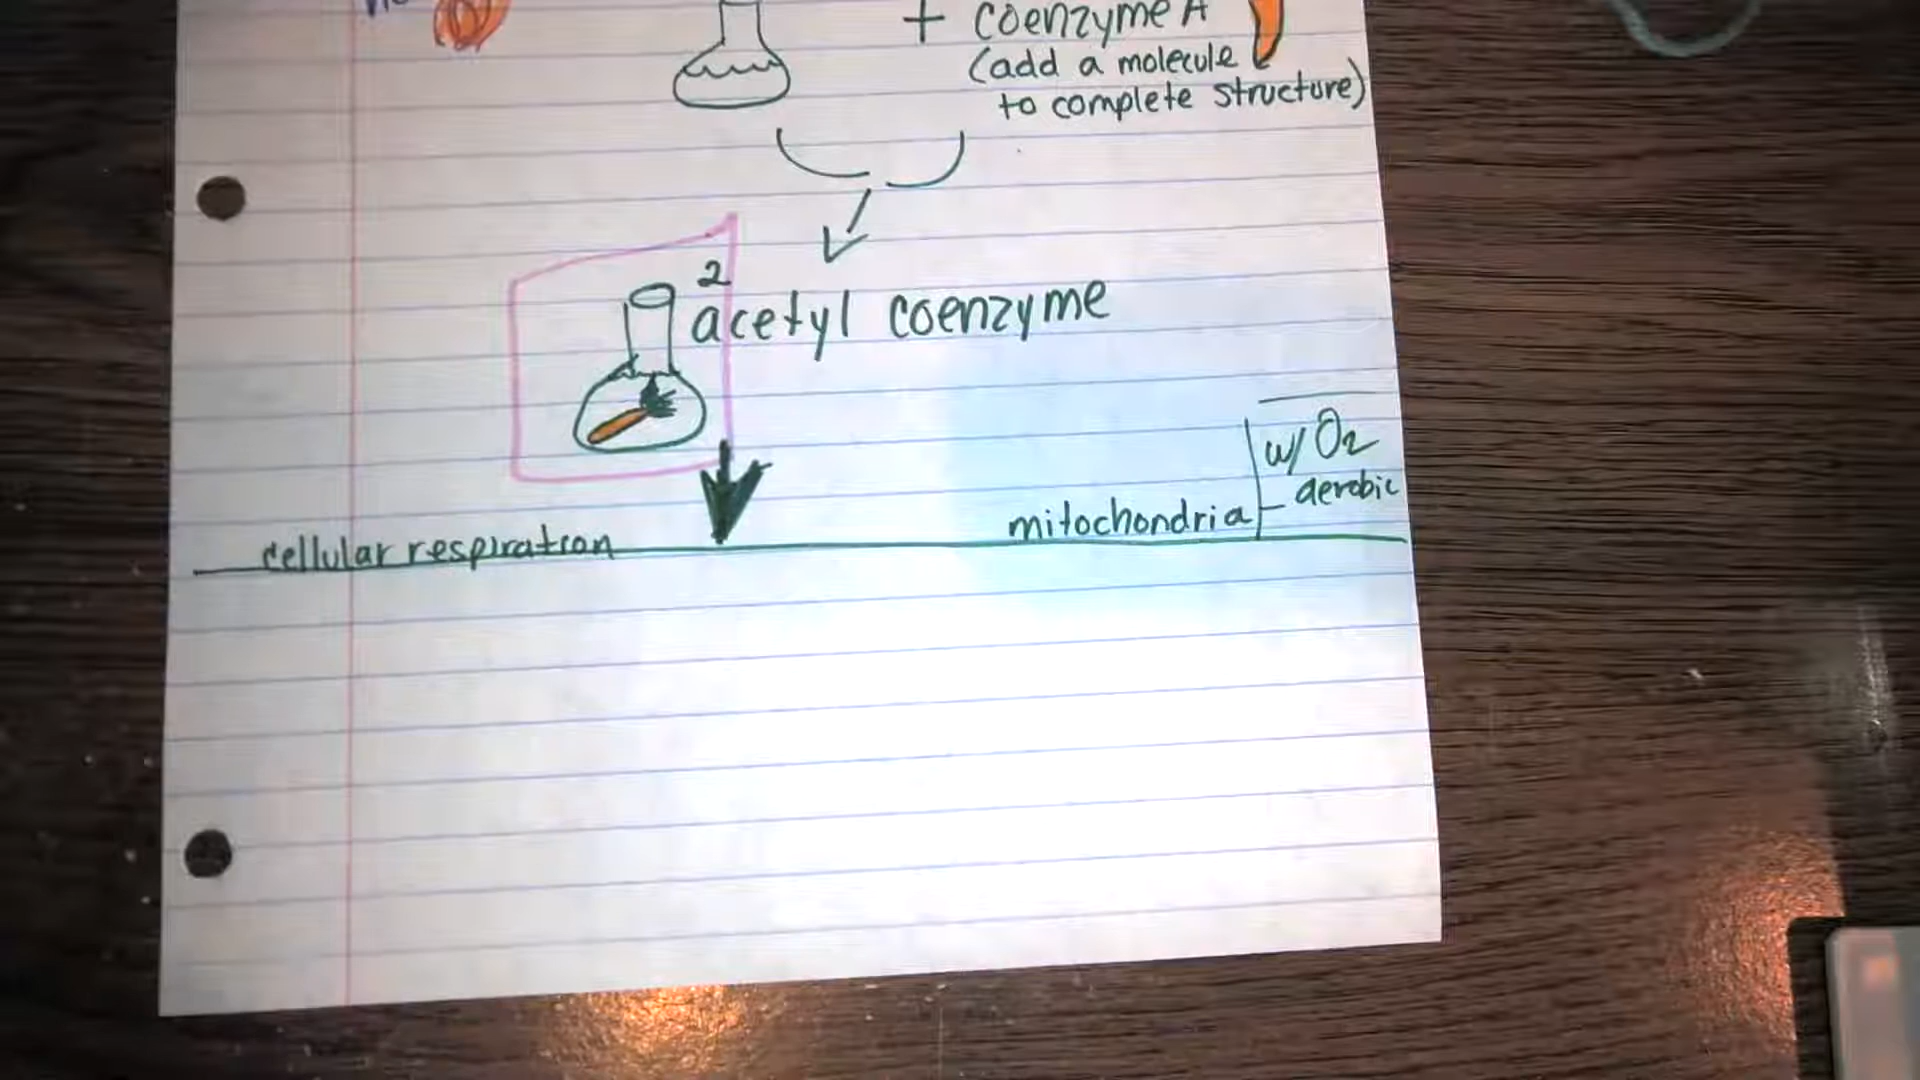 + coenzyme A
(add a molecule
to complete structure)
2
acetyl coenzyme
w/ O2
aerobic
mitochondria
cellular respiration